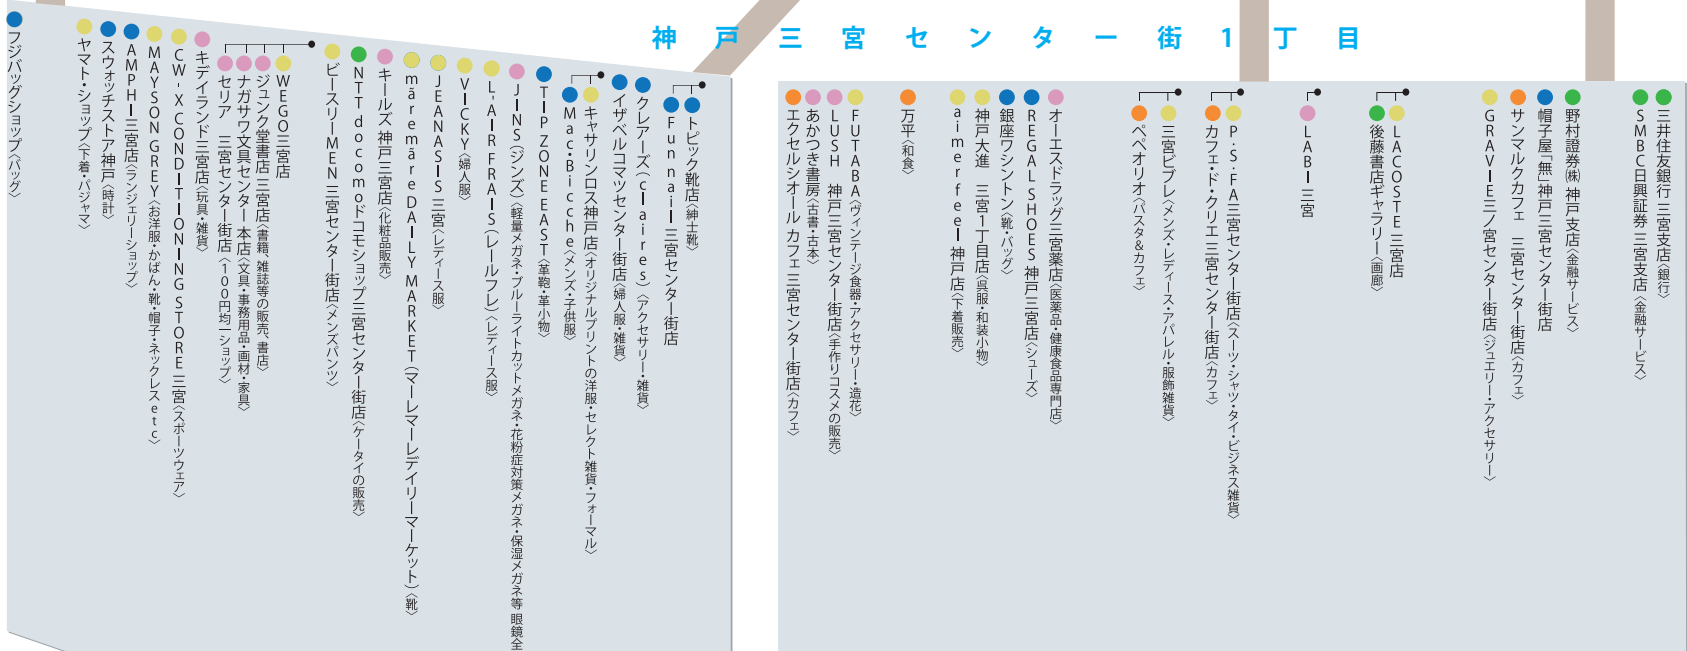 神戸三宮センター街1丁目
三井住友銀行 三宮支店〈銀行〉
SMBC日興証券 三宮支店〈金融サービス〉
野村證券㈱ 神戸支店〈金融サービス〉
帽子屋「無」神戸三宮センター街店
サンマルクカフェ 三宮センター街店〈カフェ〉
GRAVIE三ノ宮センター街店〈ジュエリー・アクセサリー〉
LACOSTE 三宮店
後藤書店ギャラリー〈画廊〉
LABI 三宮
P.S.FA三宮センター街店〈スーツ・シャツ・タイ・ビジネス雑貨〉
カフェ・ド・クリエ 三宮センター街店〈カフェ〉
三宮ビブレ〈メンズ・レディース・アパレル・服飾雑貨〉
ペペオリオ〈パスタ&カフェ〉
オーエスドラッグ三宮薬店〈医薬品・健康食品専門店〉
REGAL SHOES 神戸三宮店〈シューズ〉
銀座ワシントン〈靴・バッグ〉
神戸大進 三宮1丁目店〈呉服・和装小物〉
aimerfeel 神戸店〈下着販売〉
万平〈和食〉
FUTABA〈ヴィンテージ食器・アクセサリー・造花〉
LUSH 神戸三宮センター街店〈手作りコスメの販売〉
あかつき書房〈古書・古本〉
エクセルシオール カフェ 三宮センター街店〈カフェ〉
トピック靴店〈紳士靴〉
Funnail 三宮センター街店
クレアーズ(claires)〈アクセサリー・雑貨〉
イザベルコマツセンター街店〈婦人服・雑貨〉
キャサリンロス神戸店〈オリジナルプリントの洋服・セレクト雑貨・フォーマル〉
Mac・Bicche〈メンズ・子供服〉
TIP ZONE EAST〈革鞄・革小物〉
JINS(ジンズ)〈軽量メガネ・ブルーライトカットメガネ・花粉症対策メガネ・保湿メガネ等 眼鏡全
L'AIR FRAIS(レールフレ)〈レディース服〉
VICKY〈婦人服〉
JEANASIS 三宮〈レディース服〉
māremāre DAILY MARKET(マーレマーレデイリーマーケット)〈靴〉
キールズ 神戸三宮店〈化粧品販売〉
NTT docomoドコモショップ三宮センター街店〈ケータイの販売〉
ビースリーMEN 三宮センター街店〈メンズパンツ〉
WEGO三宮店
ジュンク堂書店 三宮店〈書籍、雑誌等の販売、書店〉
ナガサワ文具センター 本店〈文具・事務用品・画材・家具〉
セリア 三宮センター街店〈100円均一ショップ〉
キデイランド三宮店〈玩具・雑貨〉
CW-X CONDITIONING STORE 三宮〈スポーツウェア〉
MAYSON GREY〈お洋服・かばん・靴・帽子・ネックレスetc〉
AMPHI三宮店〈ランジェリーショップ〉
スウォッチストア神戸〈時計〉
ヤマト・ショップ〈下着・パジャマ〉
フジバッグショップ〈バッグ〉